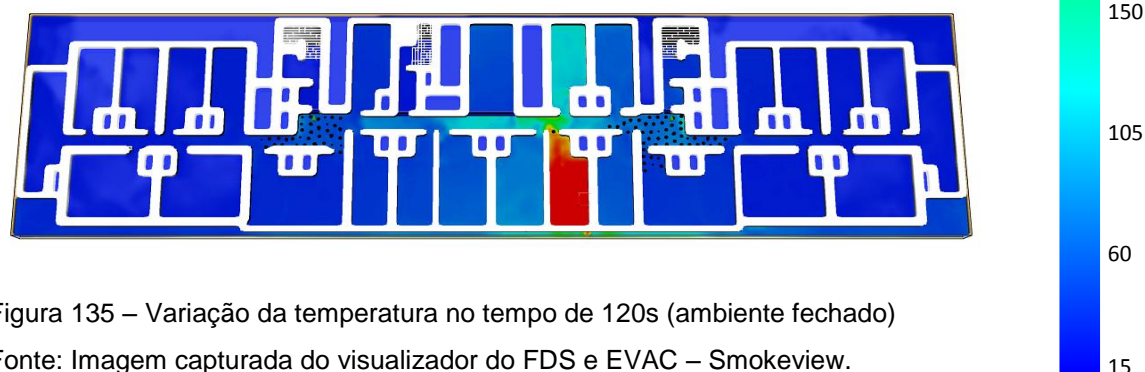 150
105
60
15
Figura 135 – Variação da temperatura no tempo de 120s (ambiente fechado)
Fonte: Imagem capturada do visualizador do FDS e EVAC – Smokeview.